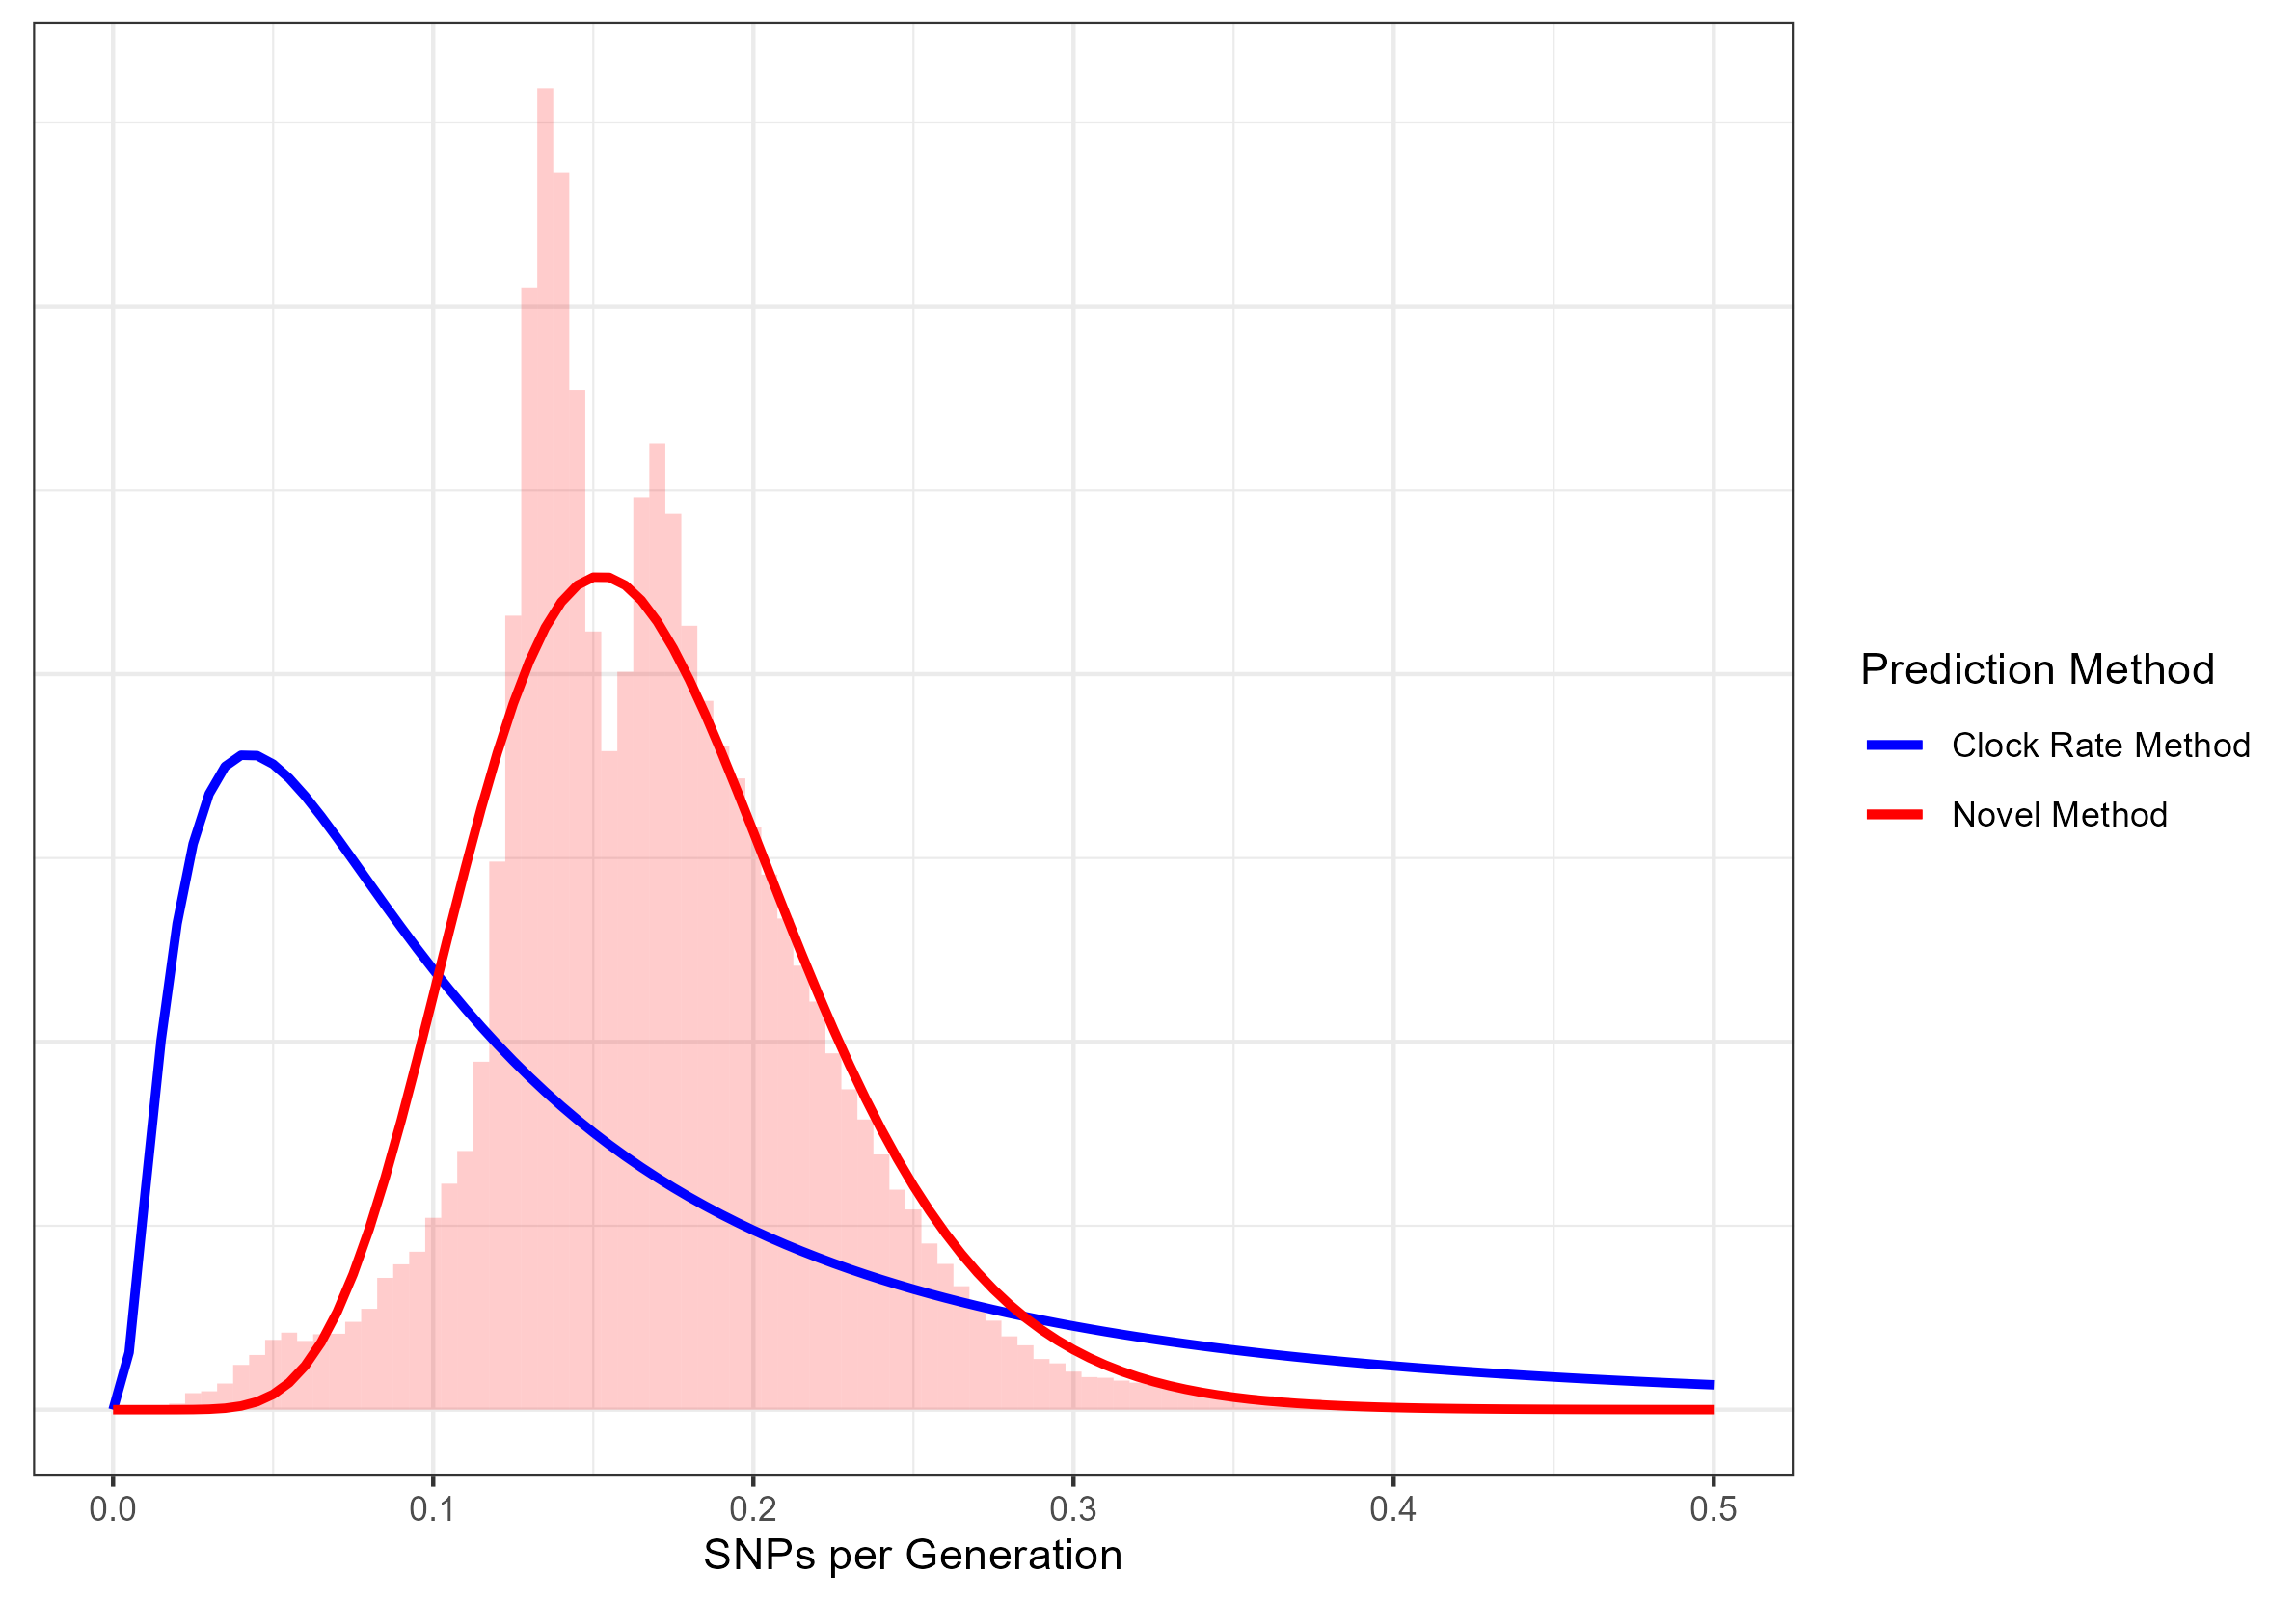 Prediction Method
Clock Rate Method
Novel Method
0.0 0.1 0.2 0.3 0.4 0.5
SNPs per Generation